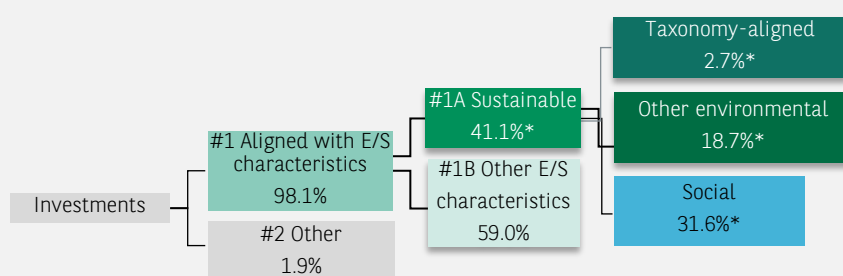 Investments
#1 Aligned with E/S
characteristics
98.1%
#2 Other
1.9%
#1A Sustainable
41.1%*
#1B Other E/S
characteristics
59.0%
Taxonomy-aligned
2.7%*
Other environmental
18.7%*
Social
31.6%*